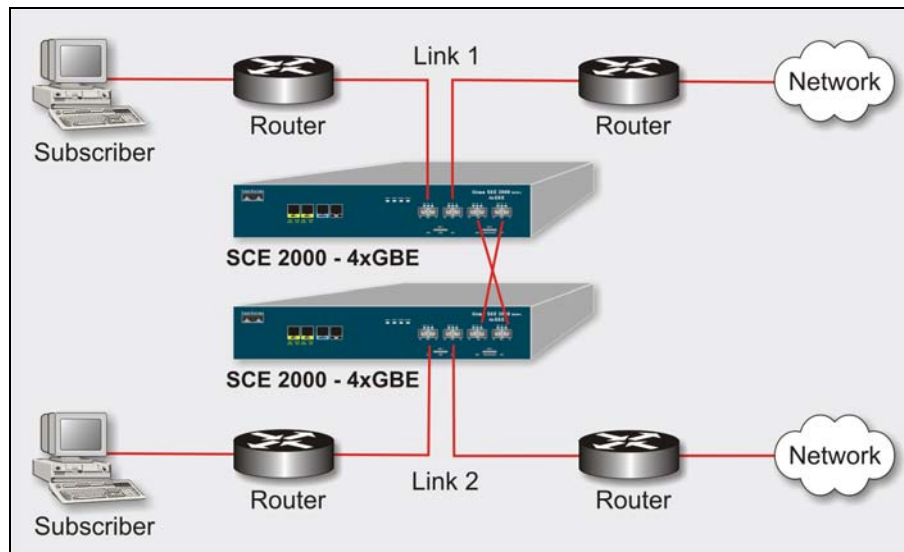 Link 1
Network
Router
Router
Subscriber
SCE 2000 - 4xGBE
SCE 2000 - 4xGBE
Network
Link 2
Router
Router
Subscriber